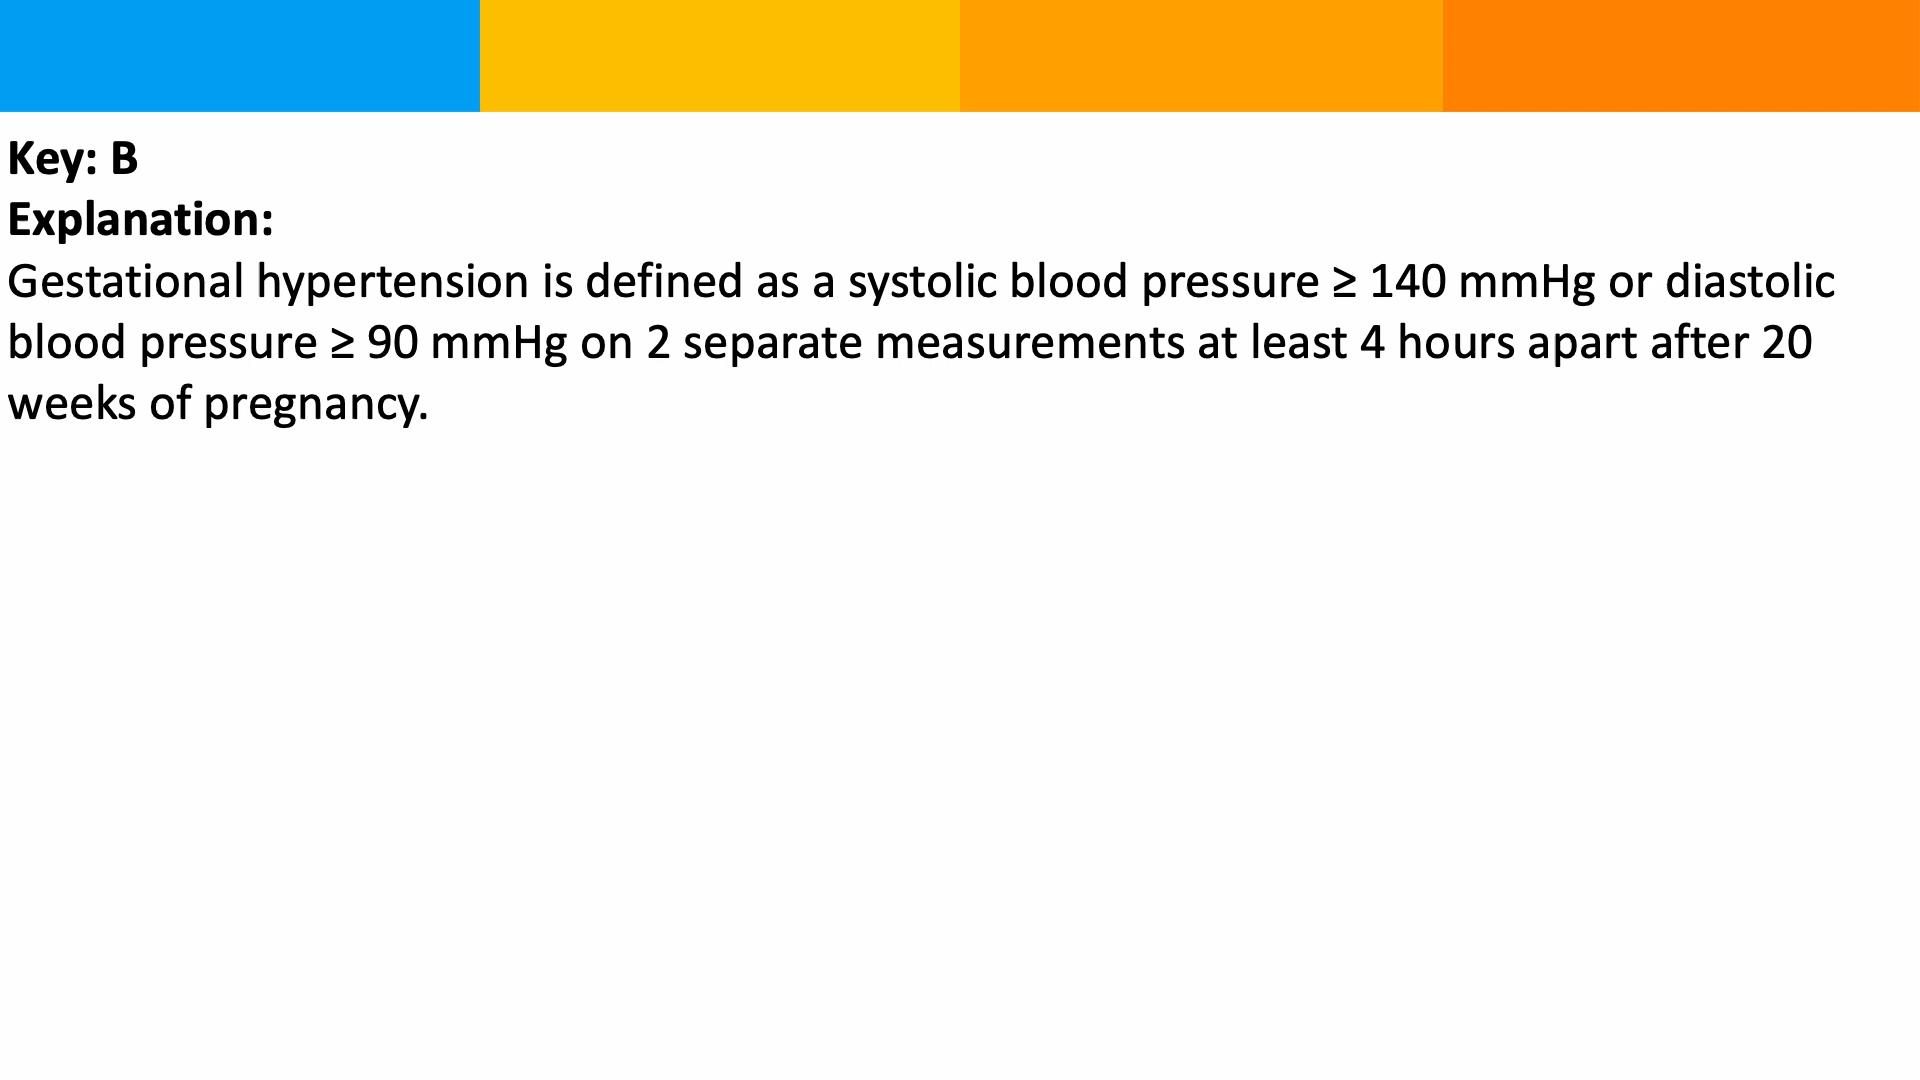 Key: B
Explanation:
Gestational hypertension is defined as a systolic blood pressure ≥ 140 mmHg or diastolic
blood pressure ≥ 90 mmHg on 2 separate measurements at least 4 hours apart after 20
weeks of pregnancy.